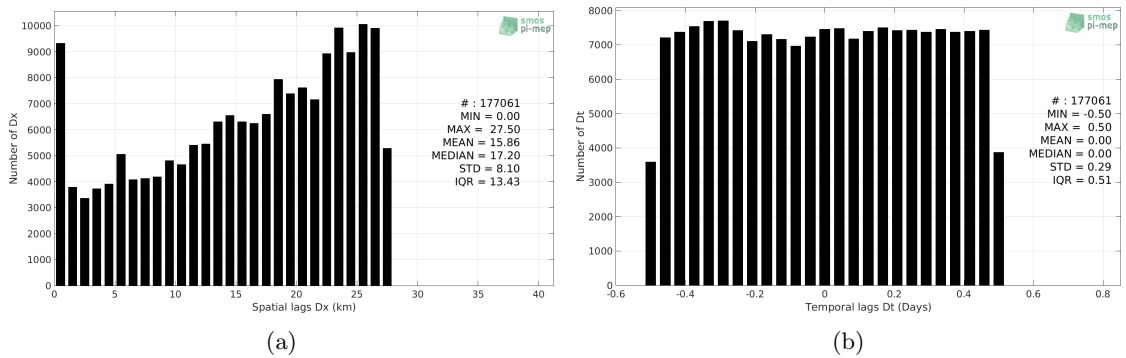 smos
pi-mep
10000
9000
8000
7000
6000
5000
4000
3000
2000
1000
0
Number of Dx
# : 177061
MIN = 0.00
MAX = 27.50
MEAN = 15.86
MEDIAN = 17.20
STD = 8.10
IQR = 13.43
0 5 10 15 20 25 30 35 40
Spatial lags Dx (km)
(a)
smos
pi-mep
8000
7000
6000
5000
4000
3000
2000
1000
0
Number of Dt
# : 177061
MIN = -0.50
MAX = 0.50
MEAN = 0.00
MEDIAN = 0.00
STD = 0.29
IQR = 0.51
-0.6 -0.4 -0.2 0 0.2 0.4 0.6 0.8
Temporal lags Dt (Days)
(b)